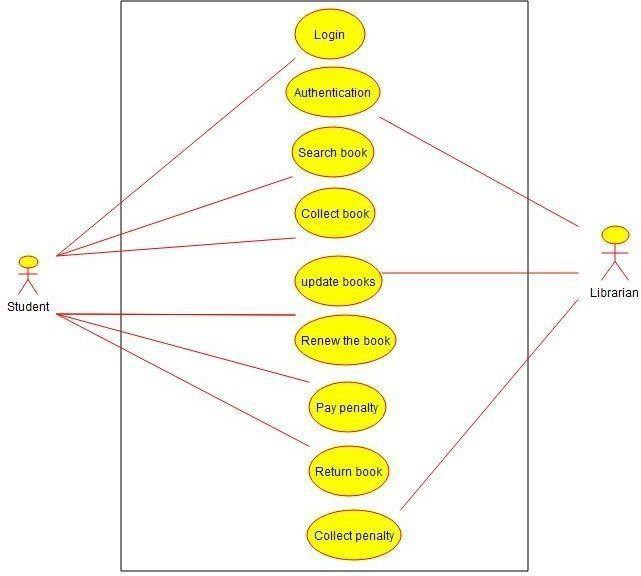 Login
Authentication
Search book
Collect book
update books
Student
Librarian
Renew the book
Pay penalty
Return book
Collect penalty